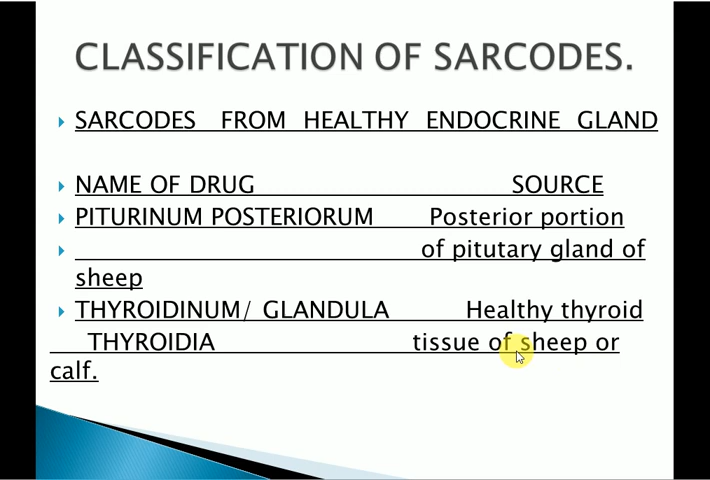 CLASSIFICATION OF SARCODES.
SARCODES FROM HEALTHY ENDOCRINE GLAND
NAME OF DRUG SOURCE
PITURINUM POSTERIORUM Posterior portion
of pitutary gland of
sheep
THYROIDINUM/ GLANDULA Healthy thyroid
THYROIDIA tissue of sheep or
calf.